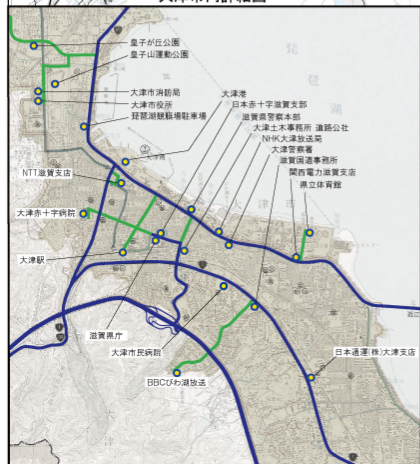 皇子が丘公園
皇子山運動公園
大津市消防局
大津市役所
琵琶湖競艇場駐車場
大津港
日本赤十字滋賀支部
滋賀県警察本部
大津土木事務所 道路公社
NHK大津放送局
大津警察署
滋賀国道事務所
関西電力滋賀支店
県立体育館
琵琶湖
NTT滋賀支店
大津赤十字病院
大津市
大津駅
滋賀県庁
大津市民病院
BBCびわ湖放送
日本通運(株)大津支店